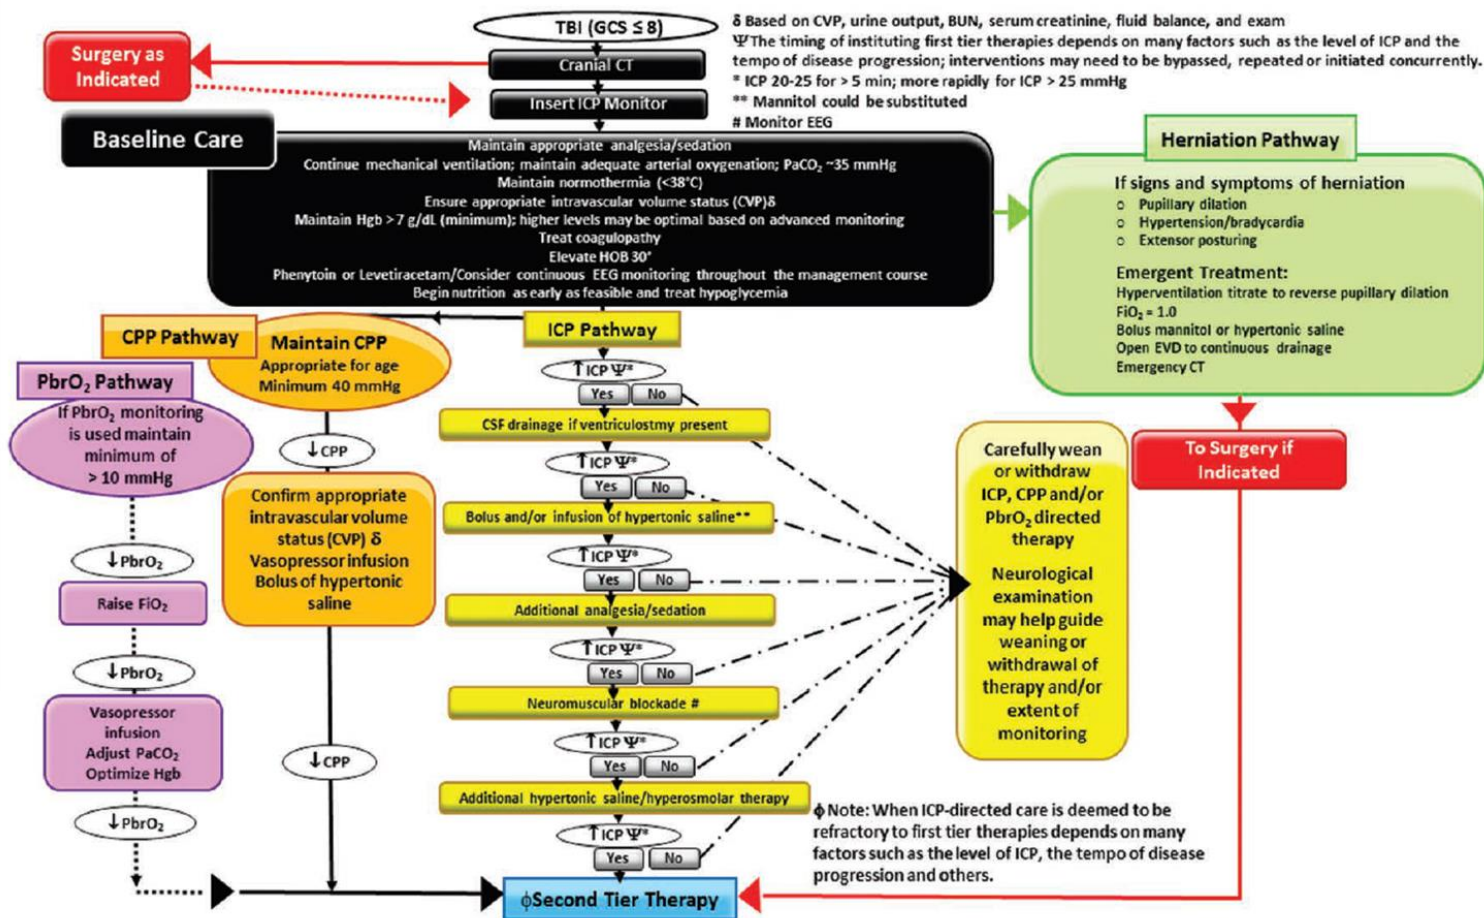 TBI (GCS ≤ 8)
Cranial CT
Insert ICP Monitor
Surgery as
Indicated
δ Based on CVP, urine output, BUN, serum creatinine, fluid balance, and exam
Ψ The timing of instituting first tier therapies depends on many factors such as the level of ICP and the
tempo of disease progression; interventions may need to be bypassed, repeated or initiated concurrently.
* ICP 20-25 for > 5 min; more rapidly for ICP > 25 mmHg
** Mannitol could be substituted
# Monitor EEG
Baseline Care
Maintain appropriate analgesia/sedation
Continue mechanical ventilation; maintain adequate arterial oxygenation; PaCO₂ ~35 mmHg
Maintain normothermia (<38°C)
Ensure appropriate intravascular volume status (CVP)δ
Maintain Hgb > 7 g/dL (minimum); higher levels may be optimal based on advanced monitoring
Treat coagulopathy
Elevate HOB 30°
Phenytoin or Levetiracetam/Consider continuous EEG monitoring throughout the management course
Begin nutrition as early as feasible and treat hypoglycemia
Herniation Pathway
If signs and symptoms of herniation
○ Pupillary dilation
○ Hypertension/bradycardia
○ Extensor posturing
Emergent Treatment:
Hyperventilation titrate to reverse pupillary dilation
FiO₂ = 1.0
Bolus mannitol or hypertonic saline
Open EVD to continuous drainage
Emergency CT
To Surgery if
Indicated
PbrO₂ Pathway
If PbrO₂ monitoring
is used maintain
minimum of
> 10 mmHg
↓PbrO₂
Raise FiO₂
↓PbrO₂
Vasopressor
infusion
Adjust PaCO₂
Optimize Hgb
↓PbrO₂
CPP Pathway
Maintain CPP
Appropriate for age
Minimum 40 mmHg
↓CPP
Confirm appropriate
intravascular volume
status (CVP) δ
Vasopressor infusion
Bolus of hypertonic
saline
↓CPP
ICP Pathway
↑ICP Ψ*
Yes No
CSF drainage if ventriculostmy present
↑ICP Ψ*
Yes No
Bolus and/or infusion of hypertonic saline**
↑ICP Ψ*
Yes No
Additional analgesia/sedation
↑ICP Ψ*
Yes No
Neuromuscular blockade #
↑ICP Ψ*
Yes No
Additional hypertonic saline/hyperosmolar therapy
↑ICP Ψ*
Yes No
ϕSecond Tier Therapy
Carefully wean
or withdraw
ICP, CPP and/or
PbrO₂ directed
therapy
Neurological
examination
may help guide
weaning or
withdrawal of
therapy and/or
extent of
monitoring
ϕ Note: When ICP-directed care is deemed to be
refractory to first tier therapies depends on many
factors such as the level of ICP, the tempo of disease
progression and others.